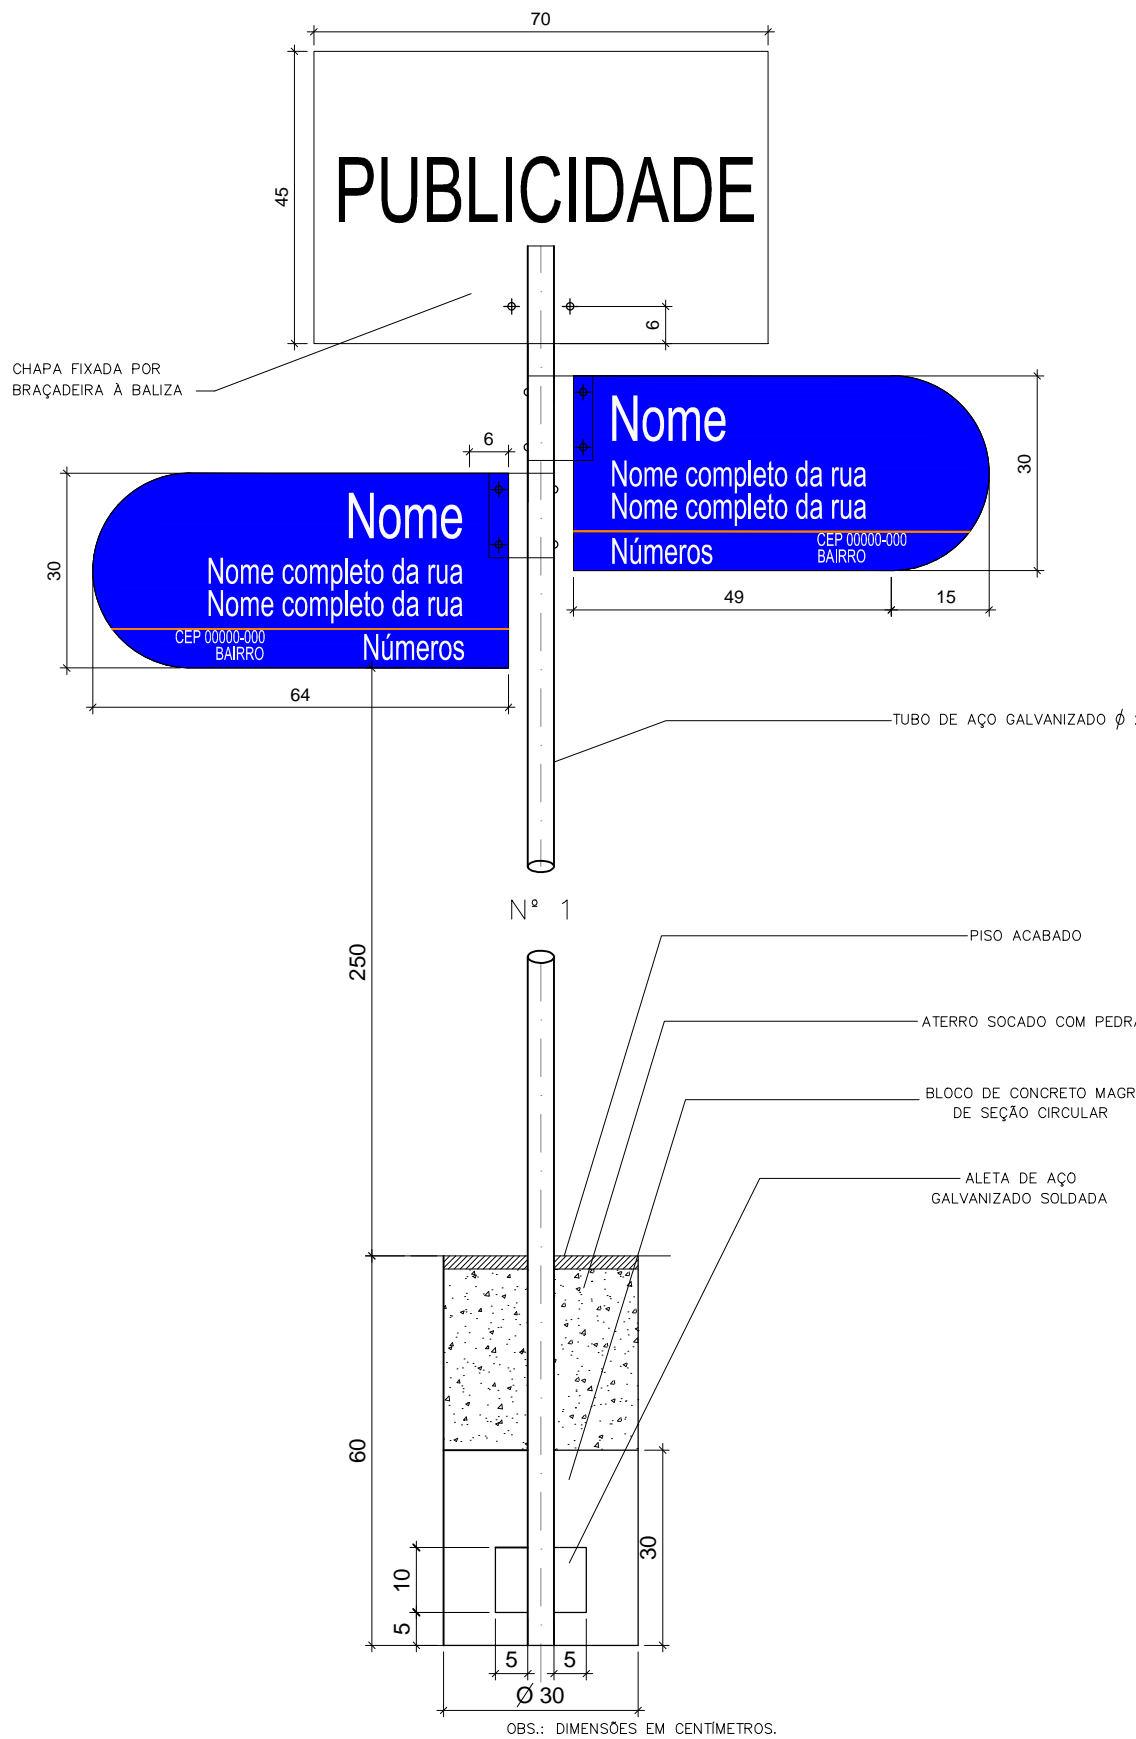 70
45
PUBLICIDADE
6
CHAPA FIXADA POR
BRAÇADEIRA À BALIZA
6
30
Nome
Nome completo da rua
Nome completo da rua
Números
CEP 00000-000
BAIRRO
30
49
15
Nome
Nome completo da rua
Nome completo da rua
CEP 00000-000
BAIRRO
Números
64
TUBO DE AÇO GALVANIZADO Ø
Nº 1
250
PISO ACABADO
ATERRO SOCADO COM PEDRA
BLOCO DE CONCRETO MAGR
DE SEÇÃO CIRCULAR
ALETA DE AÇO
GALVANIZADO SOLDADA
60
30
10
5
5
5
Ø 30
OBS.: DIMENSÕES EM CENTÍMETROS.